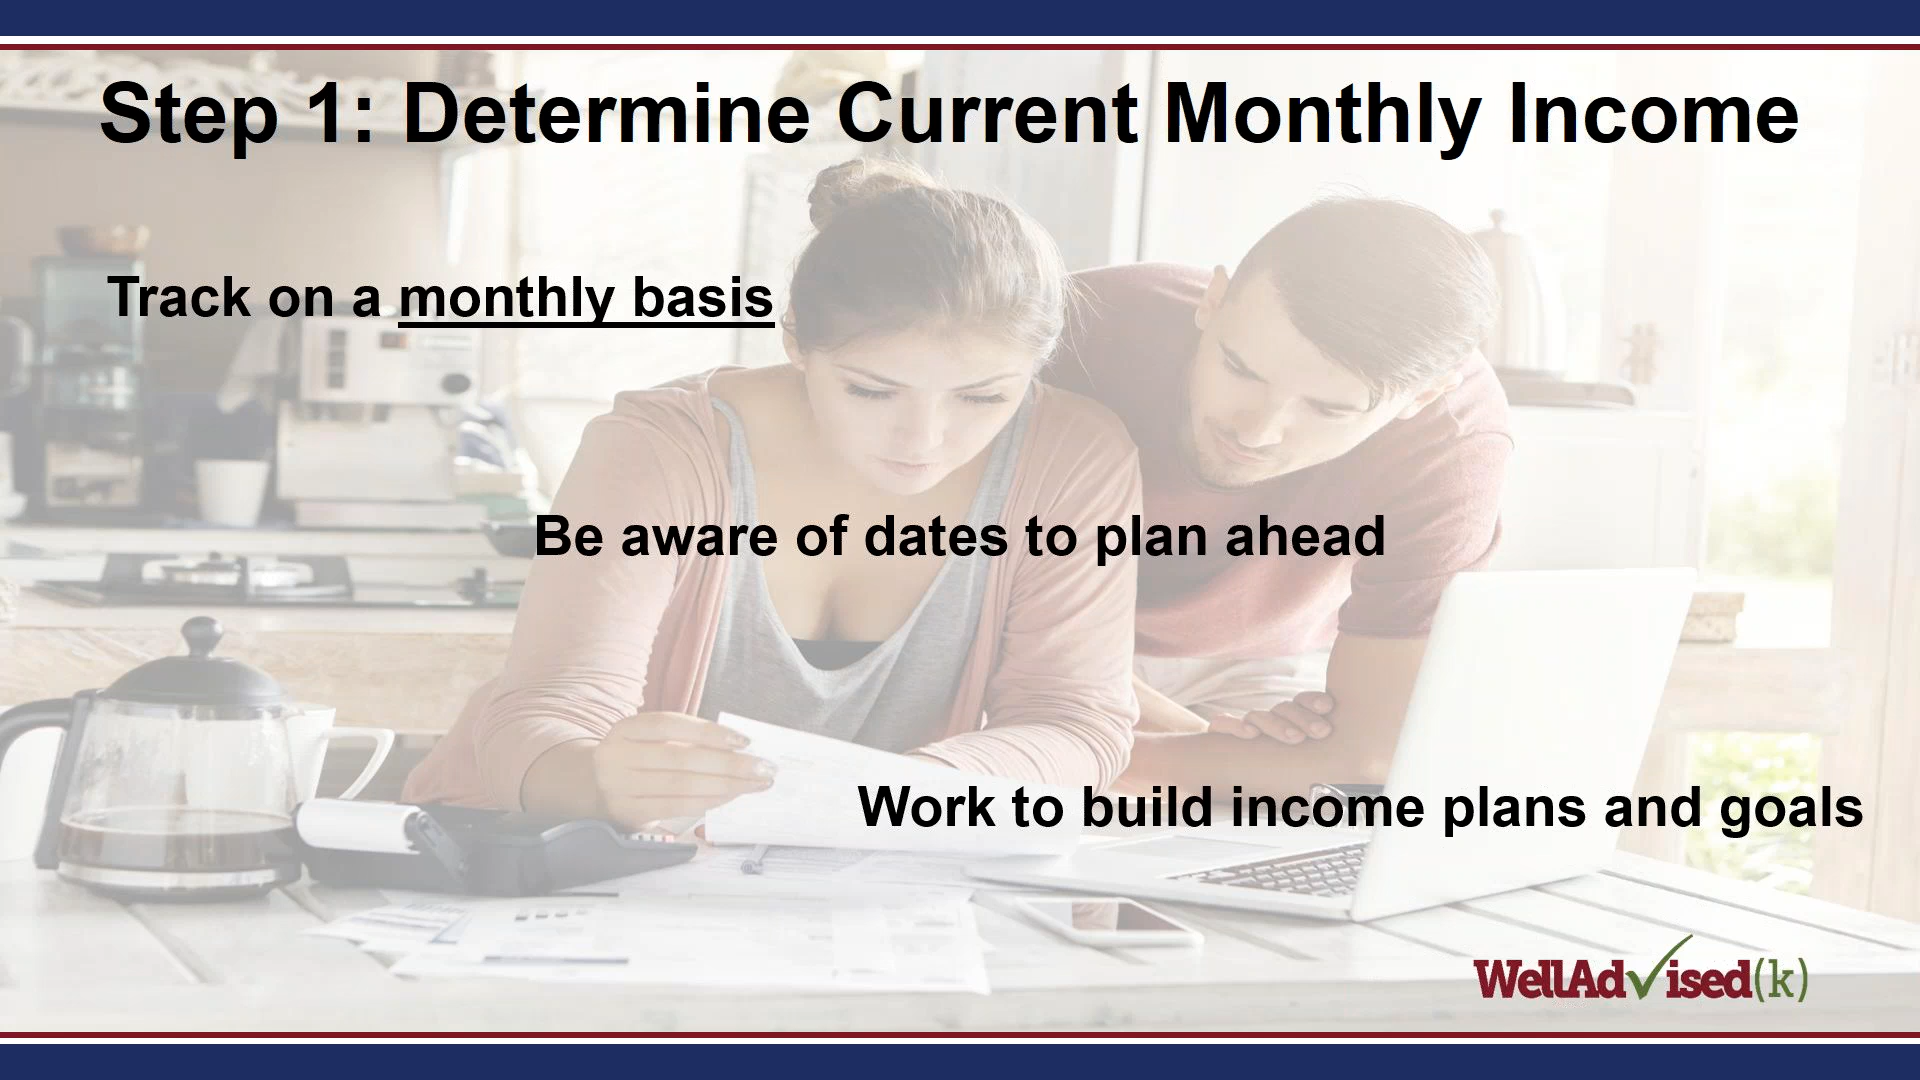 Step 1: Determine Current Monthly Income
Track on a monthly basis
Be aware of dates to plan ahead
Work to build income plans and goals
WellAdvised(k)